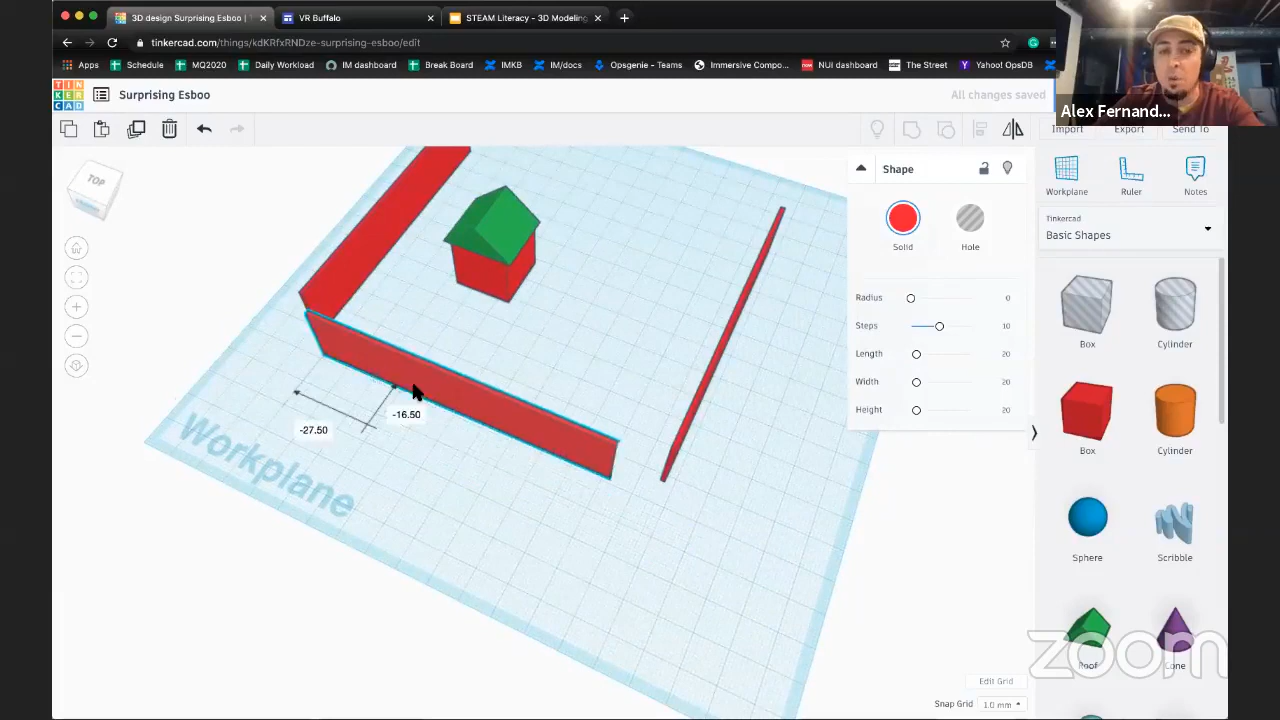 3D design Surprising Esboo |
VR Buffalo
STEAM Literacy - 3D Modeling
tinkercad.com/things/kdKRfxRNDze-surprising-esboo/edit
Apps
Schedule
MQ2020
Daily Workload
IM dashboard
Break Board
IMKB
IM/docs
Opsgenie - Teams
Immersive Compu...
NUI dashboard
The Street
Yahoo! OpsDB
Alex Fernand...
TIN
KER
CAD
Surprising Esboo
All changes saved
Import
Export
Send To
TOP
Shape
Workplane
Ruler
Notes
Tinkercad
Basic Shapes
Solid
Hole
Radius
0
Steps
10
Length
20
Width
20
Height
20
Box
Cylinder
Box
Cylinder
Sphere
Scribble
Roof
Cone
-16.50
-27.50
Workplane
zoom
Edit Grid
Snap Grid
1.0 mm